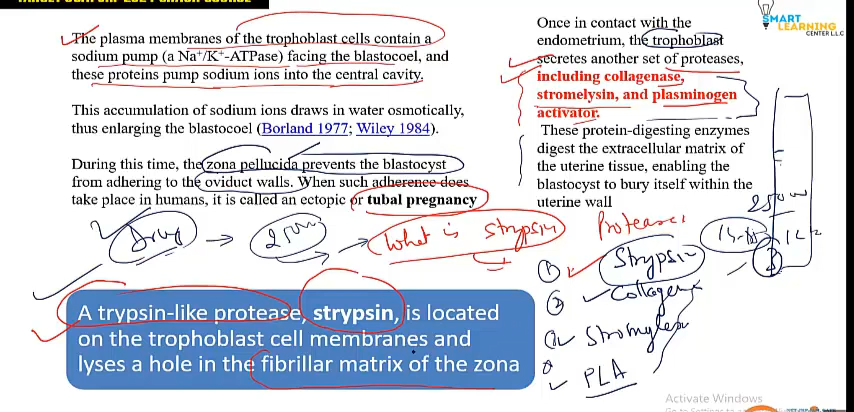 SMART
LEARNING
CENTER LLC
The plasma membranes of the trophoblast cells contain a
sodium pump (a Na⁺/K⁺-ATPase) facing the blastocoel, and
these proteins pump sodium ions into the central cavity.
This accumulation of sodium ions draws in water osmotically,
thus enlarging the blastocoel (Borland 1977; Wiley 1984).
During this time, the zona pellucida prevents the blastocyst
from adhering to the oviduct walls. When such adherence does
take place in humans, it is called an ectopic or tubal pregnancy
Once in contact with the
endometrium, the trophoblast
secretes another set of proteases,
including collagenase,
stromelysin, and plasminogen
activator.
These protein-digesting enzymes
digest the extracellular matrix of
the uterine tissue, enabling the
blastocyst to bury itself within the
uterine wall
What is Strypsin
Proteases
① Strypsin
②
PLA
A trypsin-like protease, strypsin, is located
on the trophoblast cell membranes and
lyses a hole in the fibrillar matrix of the zona
Activate Windows